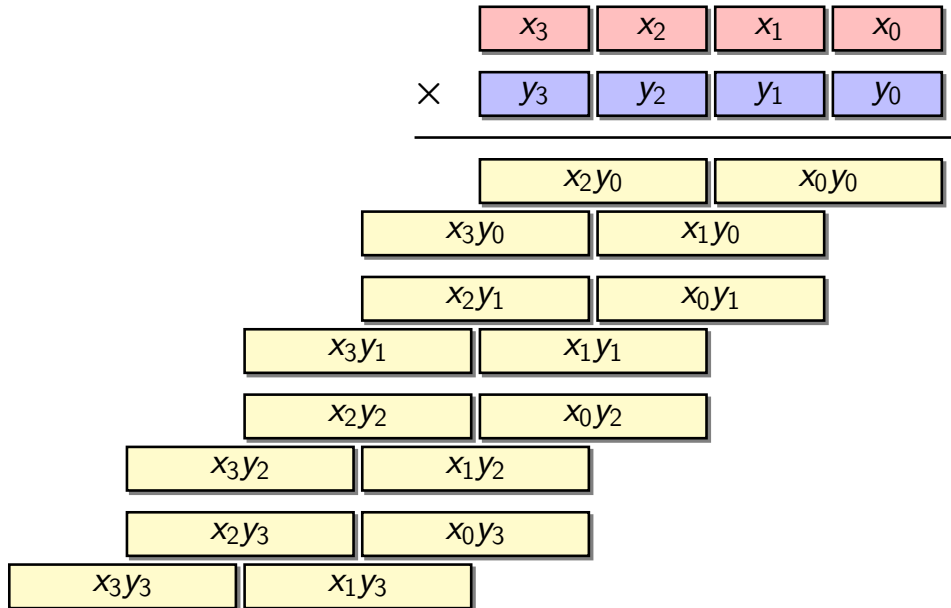 x₃ x₂ x₁ x₀
× y₃ y₂ y₁ y₀
x₂y₀ x₀y₀
x₃y₀ x₁y₀
x₂y₁ x₀y₁
x₃y₁ x₁y₁
x₂y₂ x₀y₂
x₃y₂ x₁y₂
x₂y₃ x₀y₃
x₃y₃ x₁y₃